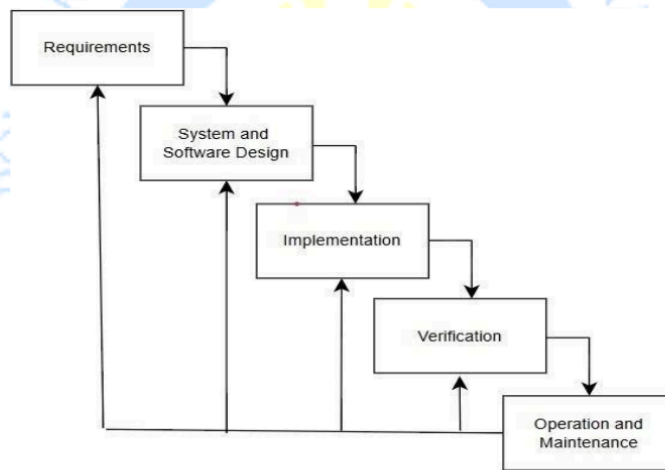 Requirements
System and
Software Design
Implementation
Verification
Operation and
Maintenance